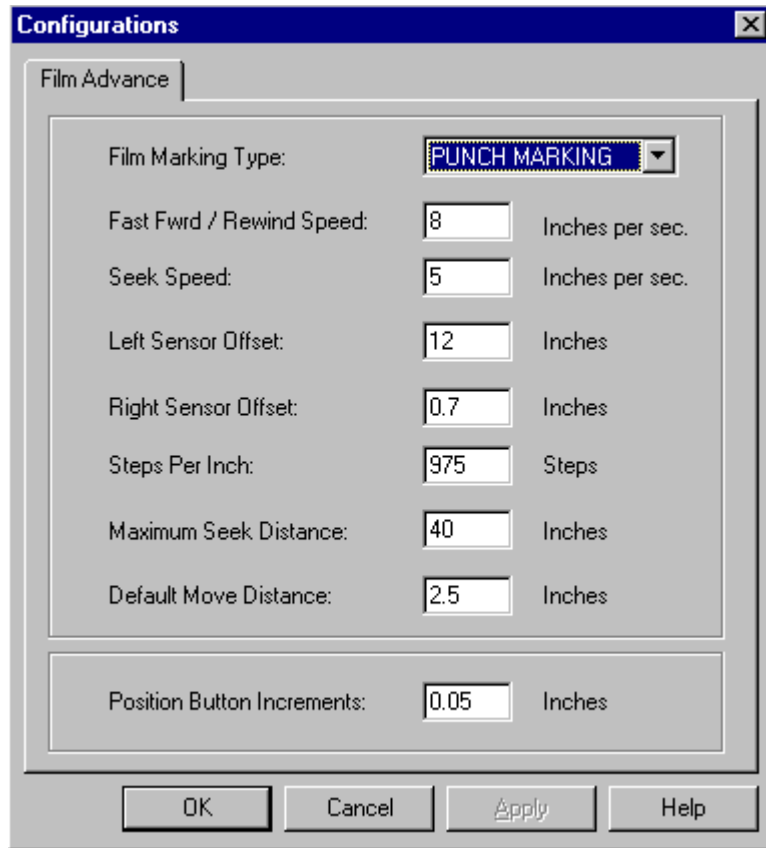 Configurations
Film Advance
Film Marking Type: PUNCH MARKING
Fast Fwrd / Rewind Speed: 8 Inches per sec.
Seek Speed: 5 Inches per sec.
Left Sensor Offset: 12 Inches
Right Sensor Offset: 0.7 Inches
Steps Per Inch: 975 Steps
Maximum Seek Distance: 40 Inches
Default Move Distance: 2.5 Inches
Position Button Increments: 0.05 Inches
OK Cancel Apply Help